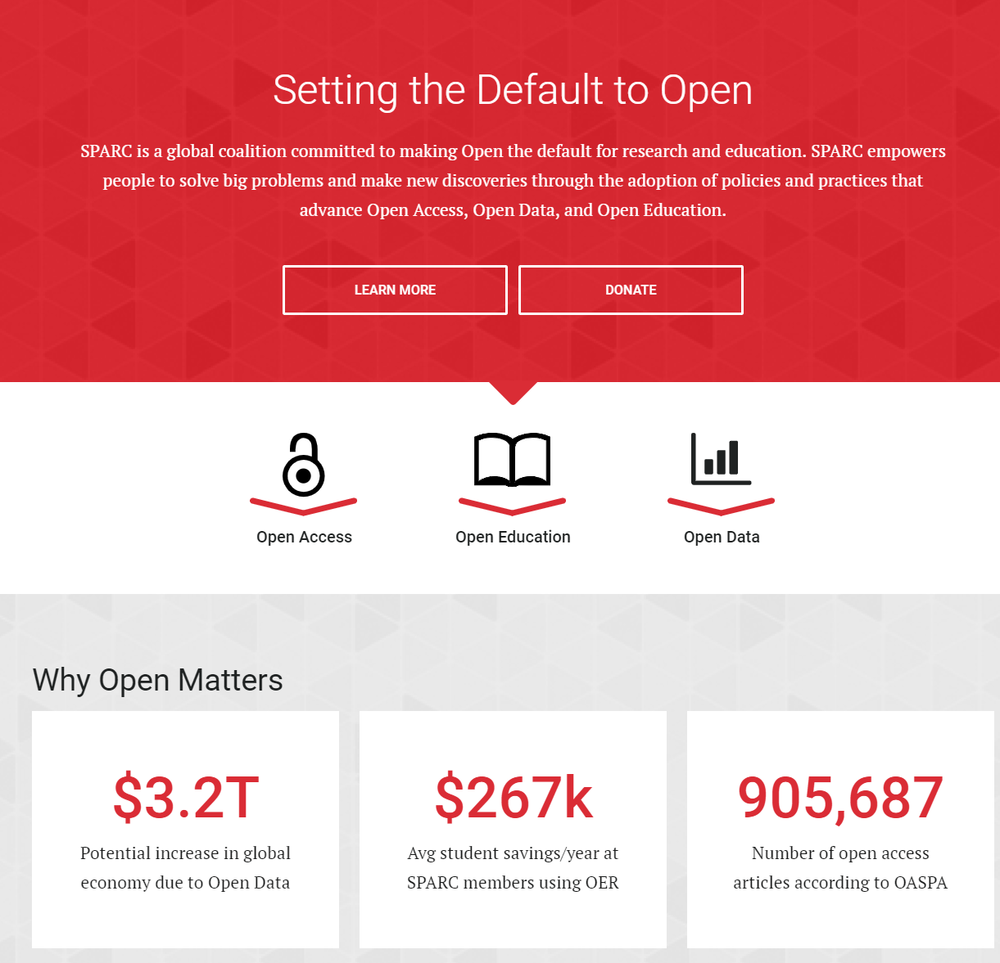 Setting the Default to Open
SPARC is a global coalition committed to making Open the default for research and education. SPARC empowers
people to solve big problems and make new discoveries through the adoption of policies and practices that
advance Open Access, Open Data, and Open Education.
LEARN MORE
DONATE
Open Access
Open Education
Open Data
Why Open Matters
$3.2T
Potential increase in global
economy due to Open Data
$267k
Avg student savings/year at
SPARC members using OER
905,687
Number of open access
articles according to OASPA